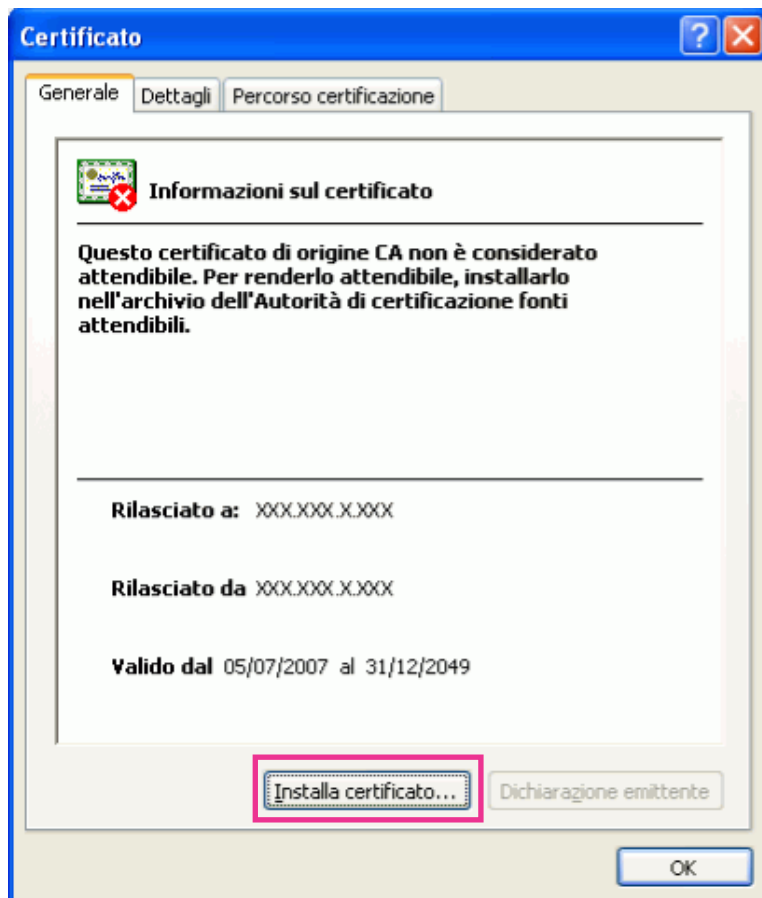 Certificato
Generale Dettagli Percorso certificazione
Informazioni sul certificato
Questo certificato di origine CA non è considerato
attendibile. Per renderlo attendibile, installarlo
nell'archivio dell'Autorità di certificazione fonti
attendibili.
Rilasciato a: XXX.XXX.X.XXX
Rilasciato da XXX.XXX.X.XXX
Valido dal 05/07/2007 al 31/12/2049
Installa certificato... Dichiarazione emittente
OK